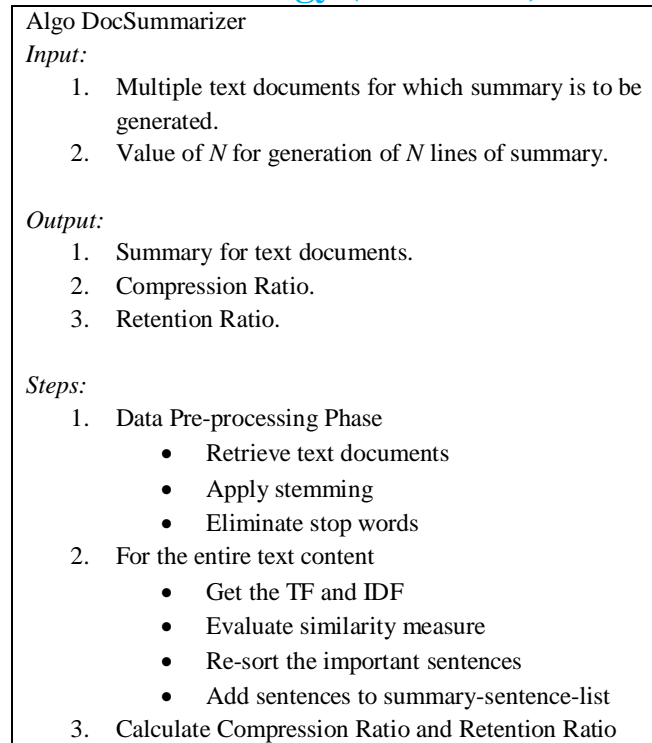 Algo DocSummarizer
Input:
1. Multiple text documents for which summary is to be
generated.
2. Value of N for generation of N lines of summary.
Output:
1. Summary for text documents.
2. Compression Ratio.
3. Retention Ratio.
Steps:
1. Data Pre-processing Phase
• Retrieve text documents
• Apply stemming
• Eliminate stop words
2. For the entire text content
• Get the TF and IDF
• Evaluate similarity measure
• Re-sort the important sentences
• Add sentences to summary-sentence-list
3. Calculate Compression Ratio and Retention Ratio